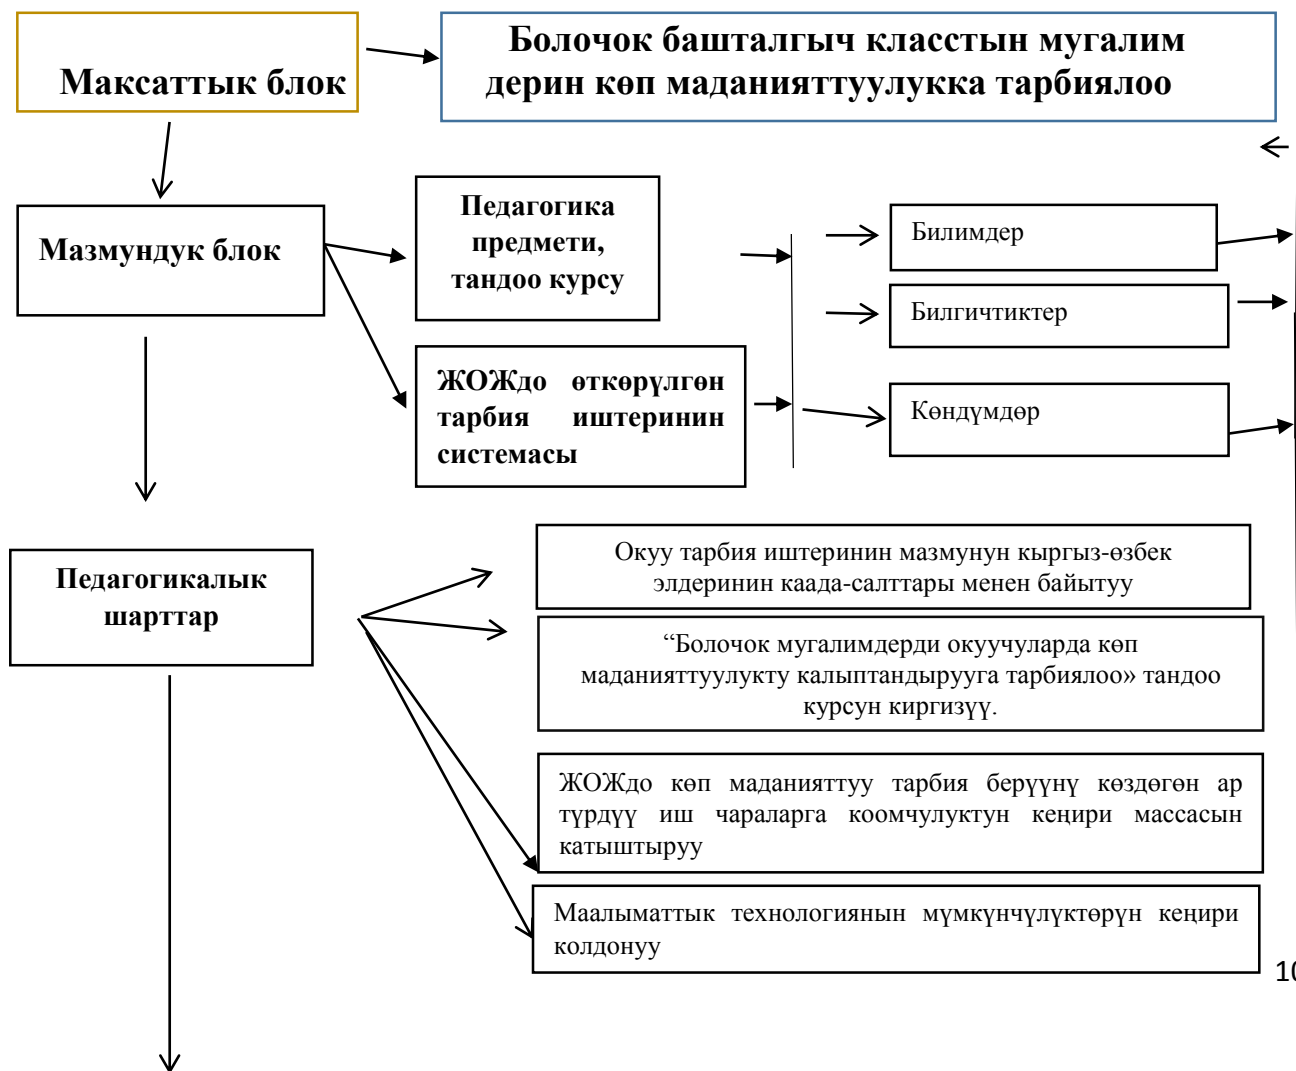 Максаттык блок
Болочок башталгыч класстын мугалим
дерин көп маданияттуулукка тарбиялоо
Мазмундук блок
Педагогика
предмети,
тандоо курсу
Билимдер
Билгичтиктер
ЖОЖдо өткөрүлгөн
тарбия иштеринин
системасы
Көндүмдөр
Педагогикалык
шарттар
Окуу тарбия иштеринин мазмунун кыргыз-өзбек
элдеринин каада-салттары менен байытуу
“Болочок мугалимдерди окуучуларда көп
маданияттуулукту калыптандырууга тарбиялоо» тандоо
курсун киргизүү.
ЖОЖдо көп маданияттуу тарбия берүүнү көздөгөн ар
түрдүү иш чараларга коомчулуктун кеңири массасын
катыштыруу
Маалыматтык технологиянын мүмкүнчүлүктөрүн кеңири
колдонуу